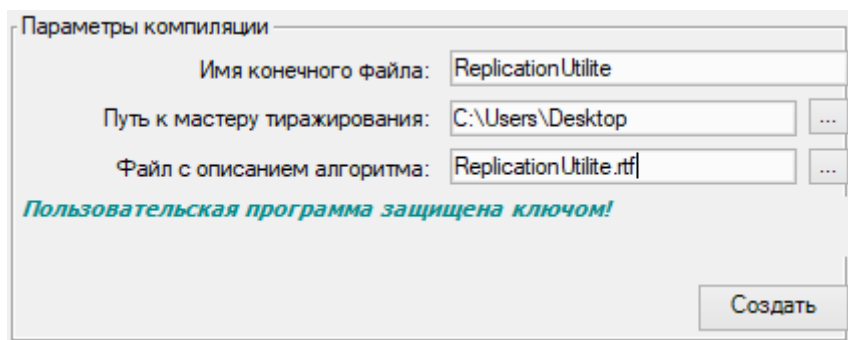 Параметры компиляции
Имя конечного файла: ReplicationUtilite
Путь к мастеру тиражирования: C:\Users\Desktop ...
Файл с описанием алгоритма: ReplicationUtilite.rtf ...
Пользовательская программа защищена ключом!
Создать